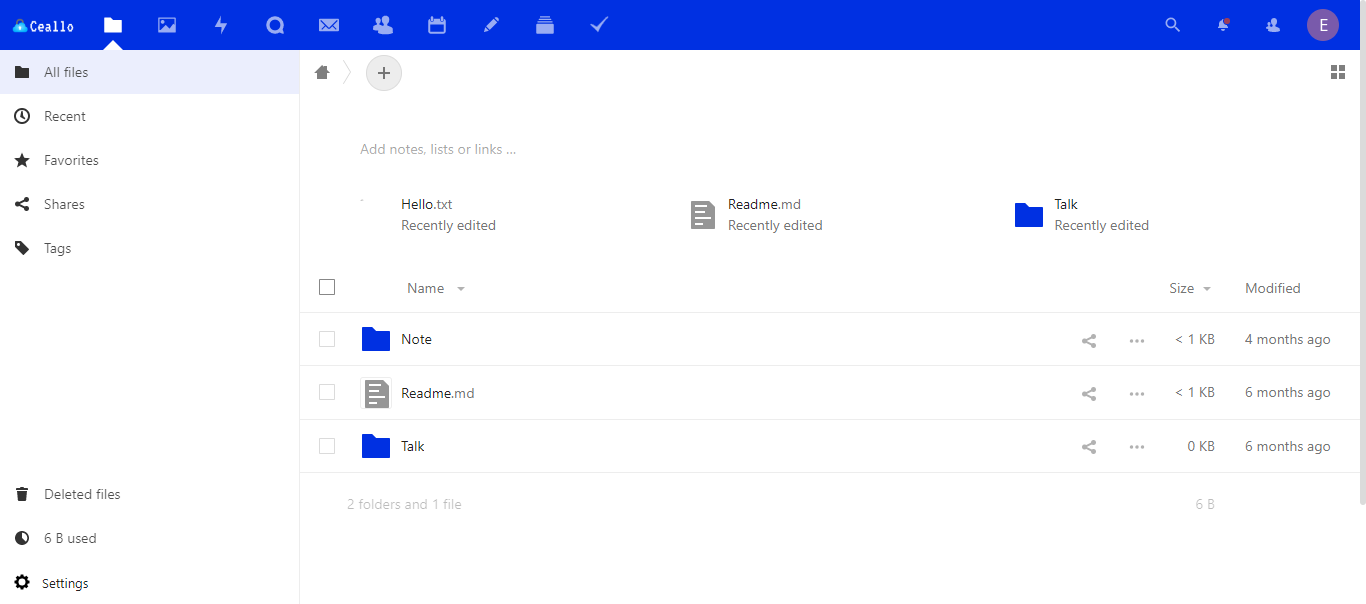 Ceallo
E
All files
Recent
Favorites
Shares
Tags
Deleted files
6 B used
Settings
Add notes, lists or links ...
Hello.txt
Recently edited
Readme.md
Recently edited
Talk
Recently edited
Name Size Modified
Note < 1 KB 4 months ago
Readme.md < 1 KB 6 months ago
Talk 0 KB 6 months ago
2 folders and 1 file 6 B